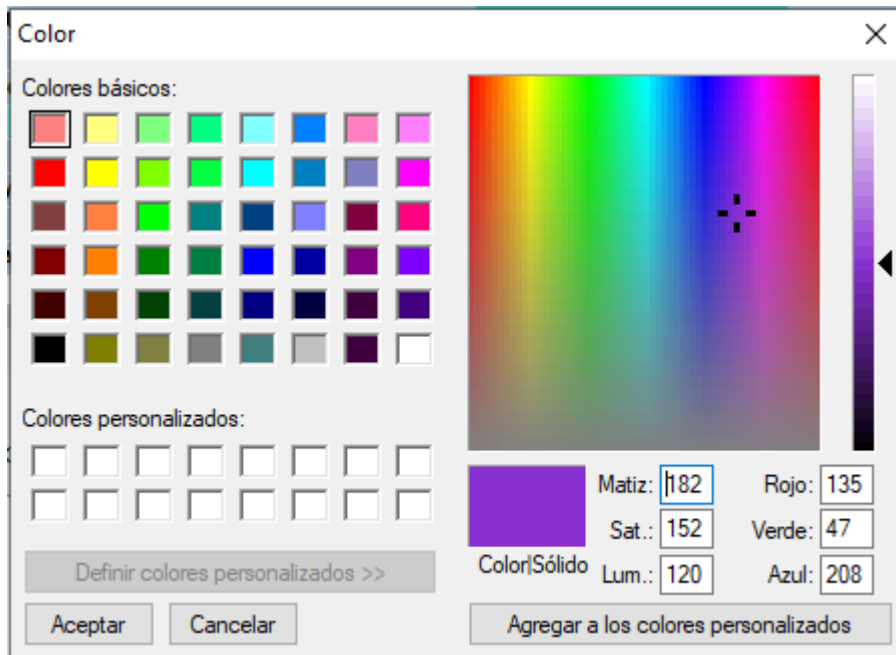 Color
Colores básicos:
Colores personalizados:
Definir colores personalizados >>
Aceptar
Cancelar
Color|Sólido
Matiz: 182
Sat.: 152
Lum.: 120
Rojo: 135
Verde: 47
Azul: 208
Agregar a los colores personalizados